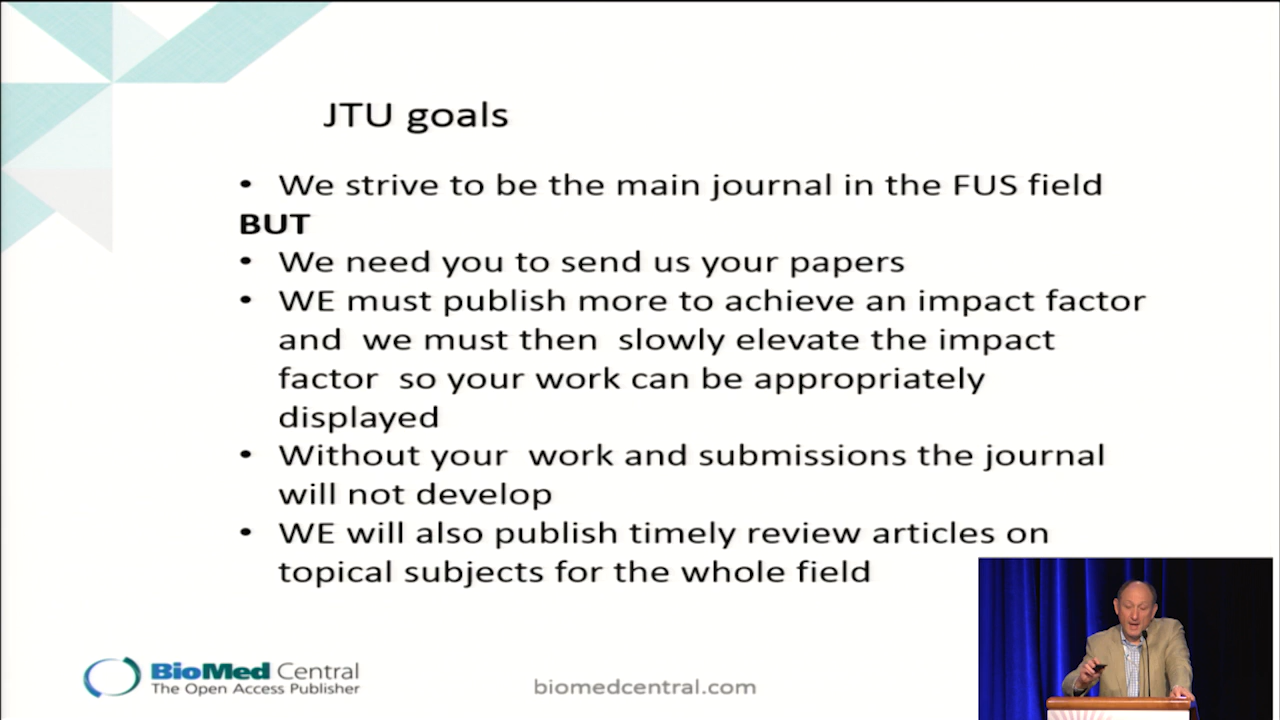 JTU goals
• We strive to be the main journal in the FUS field
BUT
• We need you to send us your papers
• WE must publish more to achieve an impact factor
and we must then slowly elevate the impact
factor so your work can be appropriately
displayed
• Without your work and submissions the journal
will not develop
• WE will also publish timely review articles on
topical subjects for the whole field
BioMed Central
The Open Access Publisher
biomedcentral.com